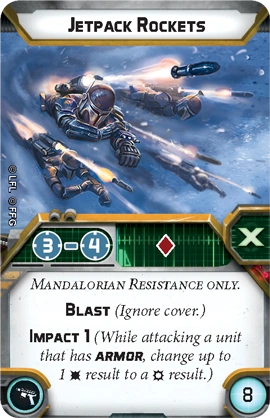 Jetpack Rockets
© LFL © FFG
3 – 4
X
Mandalorian Resistance only.
Blast (Ignore cover.)
Impact 1 (While attacking a unit
that has armor, change up to
1 result to a result.)
8